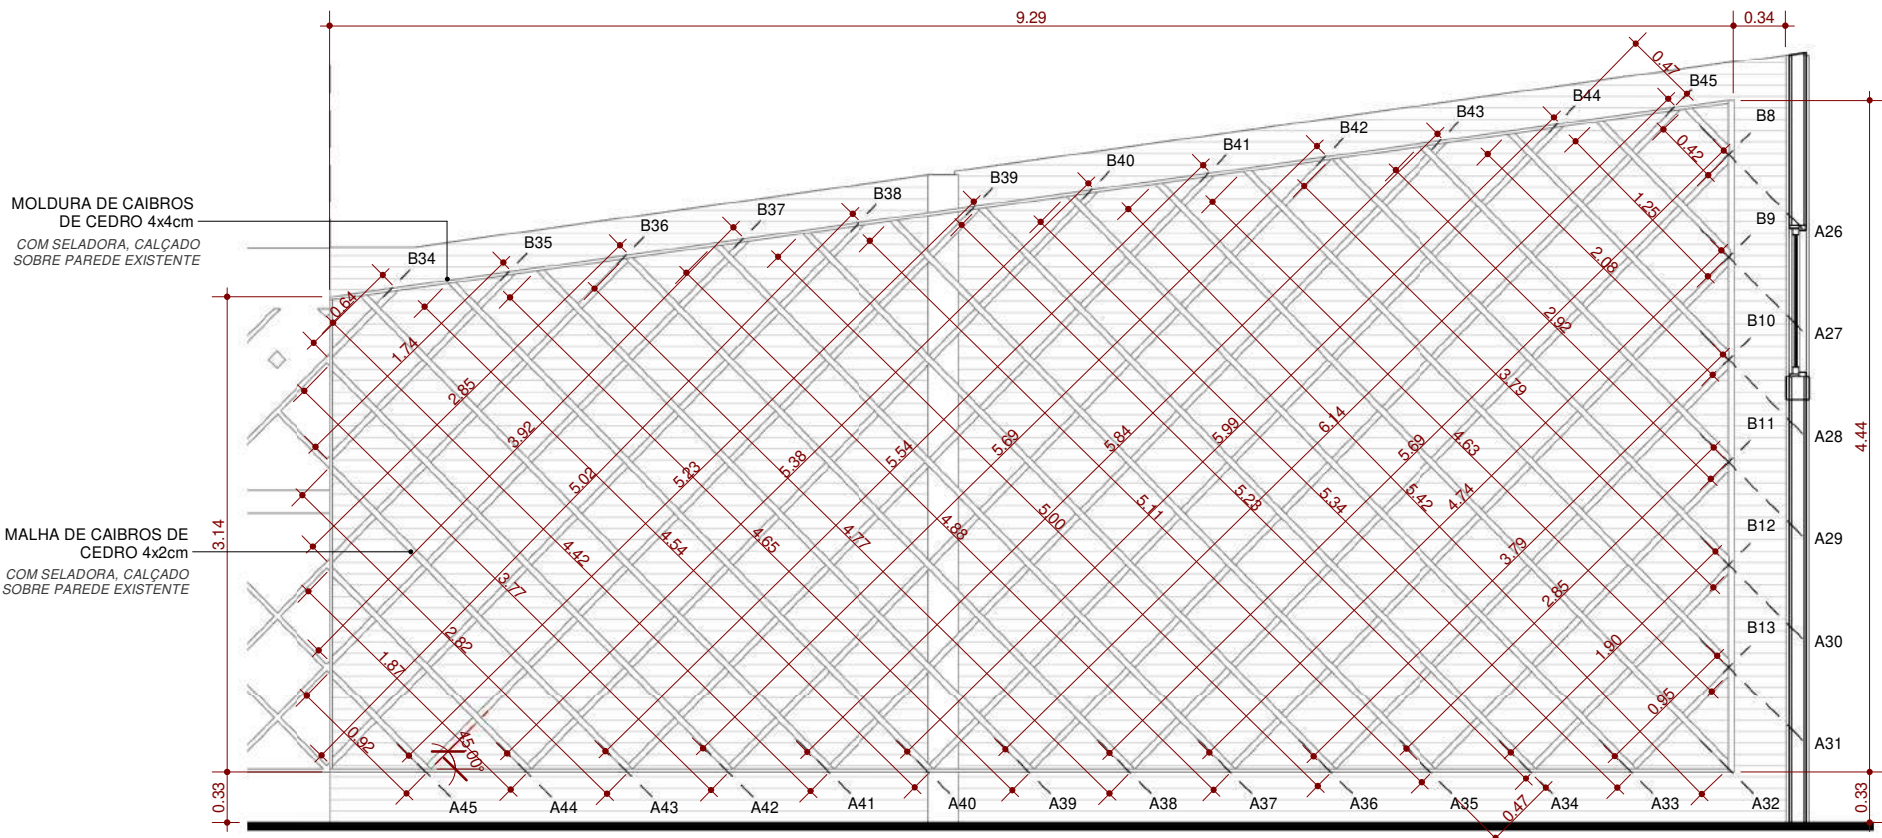 9.29
0.34
0.47
B45
B44
B8
B43
B42
0.42
B41
B40
1.25
B39
MOLDURA DE CAIBROS
DE CEDRO 4x4cm
B38
B9
B37
A26
B36
COM SELADORA, CALÇADO
SOBRE PAREDE EXISTENTE
B35
B34
2.08
0.64
2.92
B10
A27
1.74
2.85
3.79
3.92
6.14
5.99
5.84
5.69
5.54
5.69
4.63
B11
A28
4.44
5.38
5.23
5.02
4.74
5.42
5.34
5.23
5.11
5.00
4.88
4.77
4.65
4.54
4.42
MALHA DE CAIBROS DE
CEDRO 4x2cm
3.14
B12
A29
3.79
COM SELADORA, CALÇADO
SOBRE PAREDE EXISTENTE
3.77
2.85
2.82
1.90
B13
A30
1.87
0.95
0.92
45.00°
A31
0.33
A45
A44
A43
A42
A41
A40
A39
A38
A37
A36
A35
0.47
A34
A33
A32
0.33